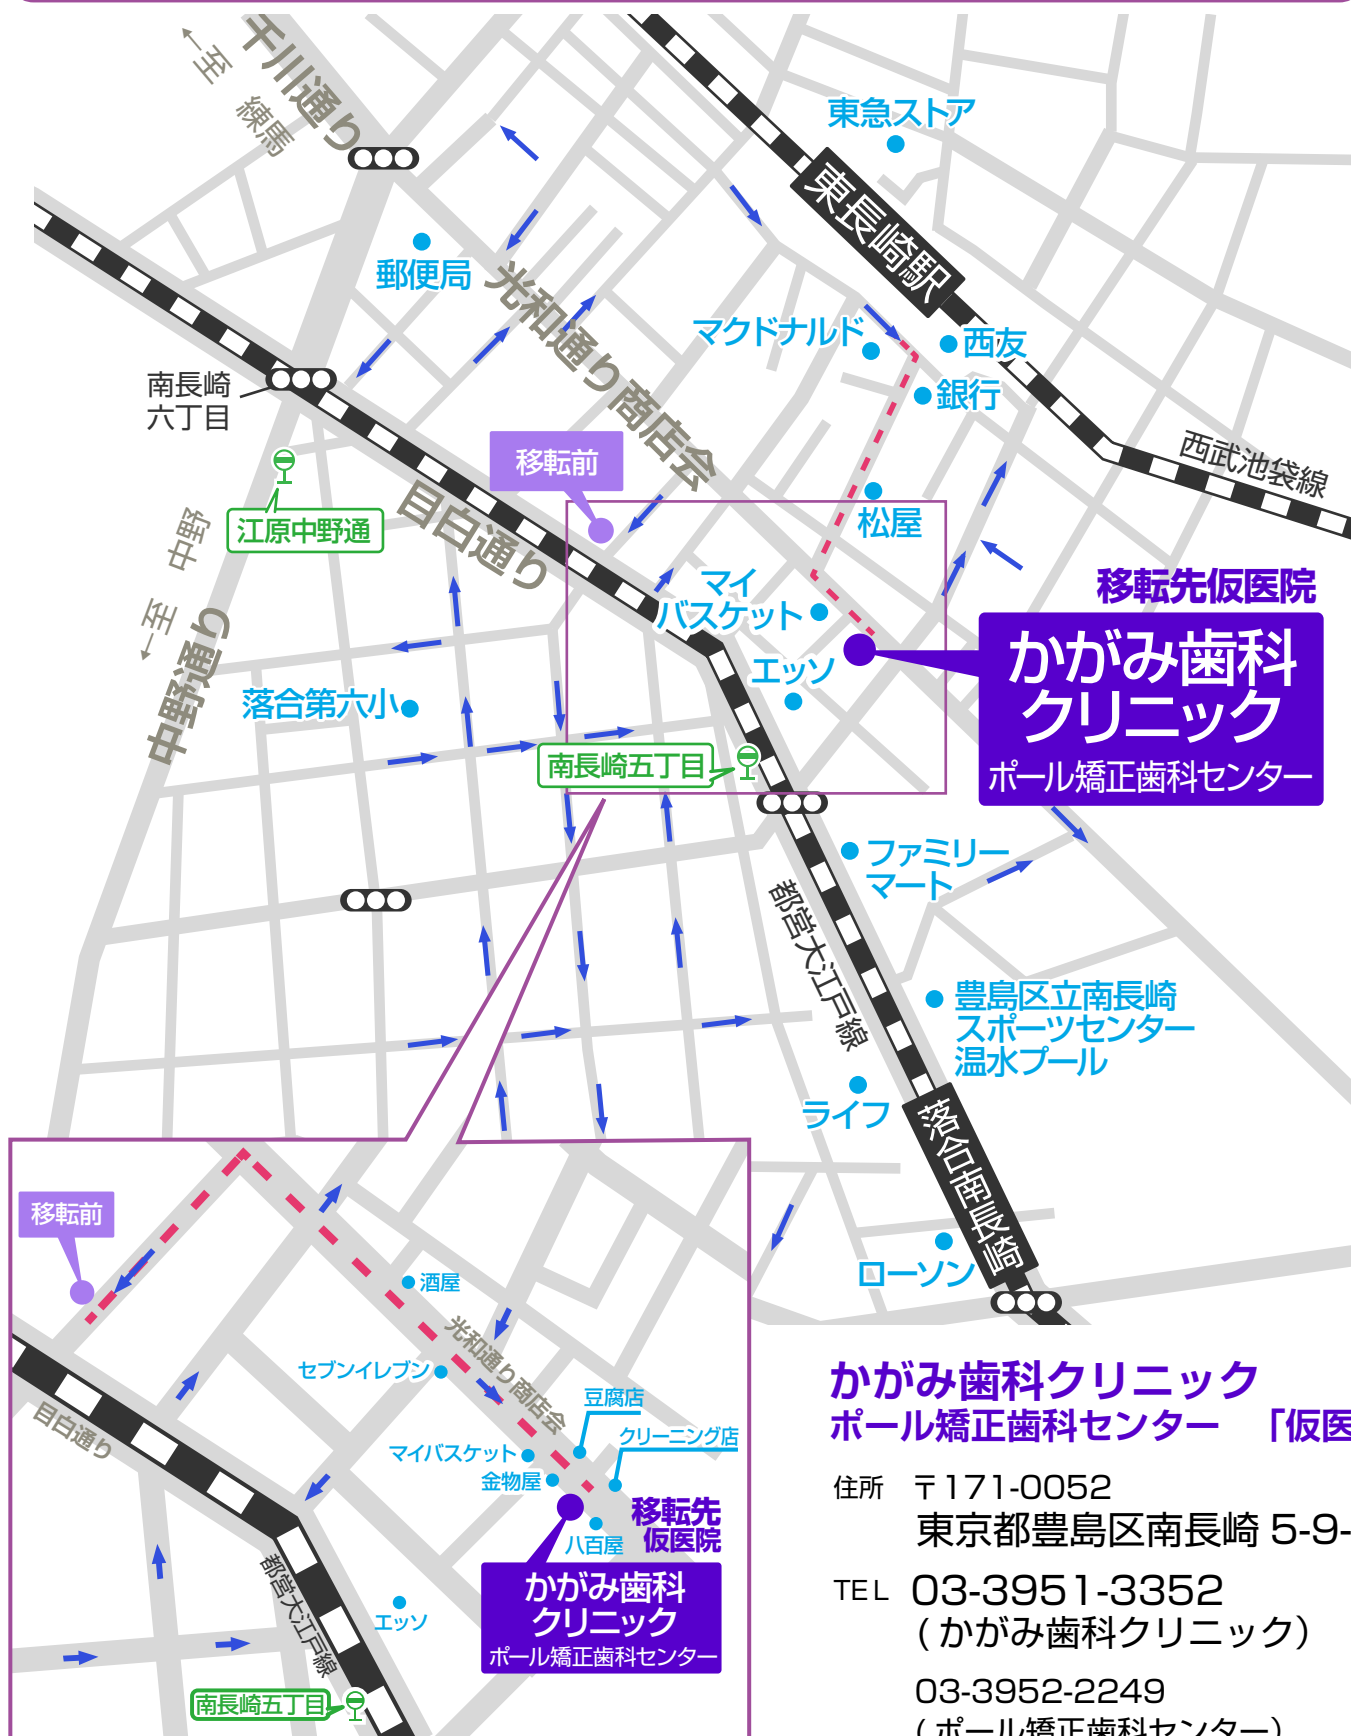 ←至 練馬
千川通り
東急ストア
東長崎駅
郵便局
光和通り商店会
マクドナルド
西友
銀行
南長崎
六丁目
西武池袋線
移転前
松屋
江原中野通
目白通り
←至 中野
中野通り
マイ
バスケット
エッソ
移転先仮医院
かがみ歯科
クリニック
ポール矯正歯科センター
落合第六小
南長崎五丁目
ファミリー
マート
都営大江戸線
豊島区立南長崎
スポーツセンター
温水プール
ライフ
落合南長崎
ローソン
移転前
酒屋
光和通り商店会
セブンイレブン
豆腐店
クリーニング店
目白通り
マイバスケット
金物屋
移転先
仮医院
八百屋
かがみ歯科
クリニック
ポール矯正歯科センター
都営大江戸線
エッソ
南長崎五丁目
かがみ歯科クリニック
ポール矯正歯科センター 「仮医
住所 〒171-0052
東京都豊島区南長崎 5-9-
TEL 03-3951-3352
(かがみ歯科クリニック)
03-3952-2249
(ポール矯正歯科センター)